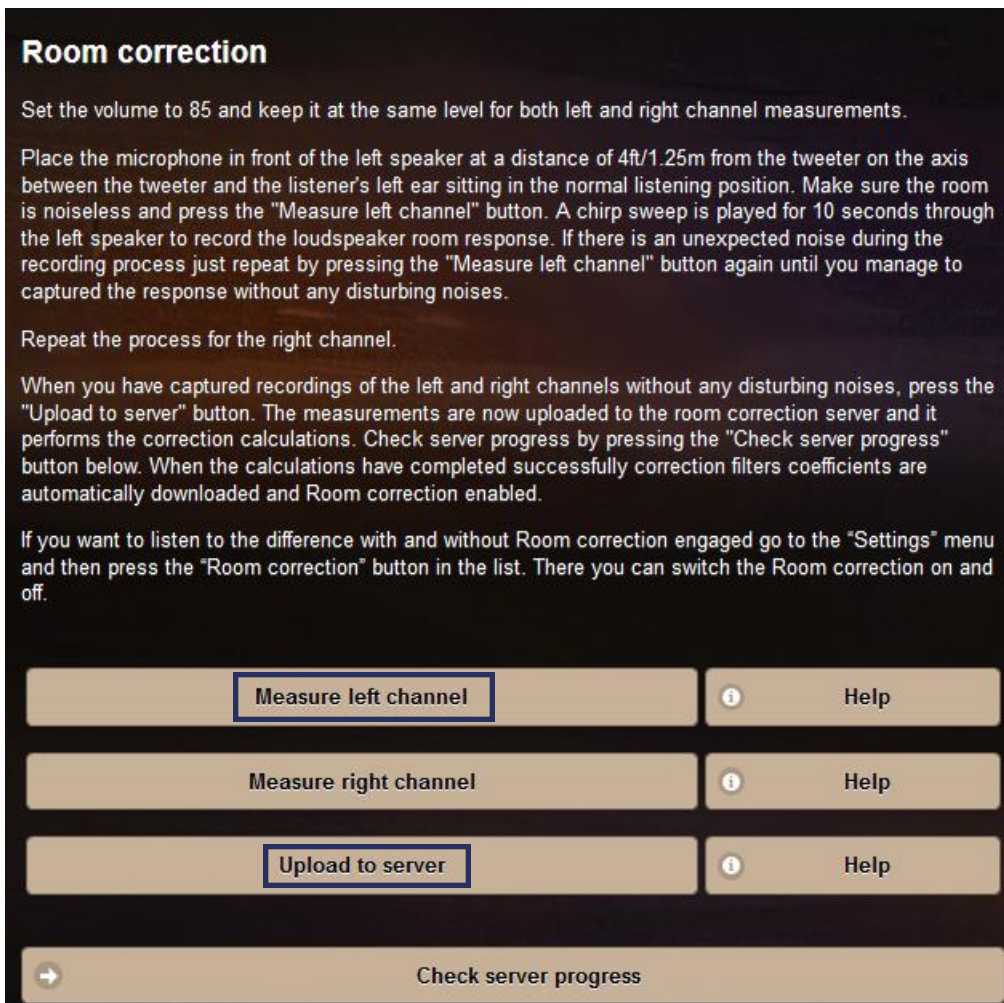 Room correction
Set the volume to 85 and keep it at the same level for both left and right channel measurements.
Place the microphone in front of the left speaker at a distance of 4ft/1.25m from the tweeter on the axis
between the tweeter and the listener's left ear sitting in the normal listening position. Make sure the room
is noiseless and press the "Measure left channel" button. A chirp sweep is played for 10 seconds through
the left speaker to record the loudspeaker room response. If there is an unexpected noise during the
recording process just repeat by pressing the "Measure left channel" button again until you manage to
captured the response without any disturbing noises.
Repeat the process for the right channel.
When you have captured recordings of the left and right channels without any disturbing noises, press the
"Upload to server" button. The measurements are now uploaded to the room correction server and it
performs the correction calculations. Check server progress by pressing the "Check server progress"
button below. When the calculations have completed successfully correction filters coefficients are
automatically downloaded and Room correction enabled.
If you want to listen to the difference with and without Room correction engaged go to the “Settings” menu
and then press the “Room correction” button in the list. There you can switch the Room correction on and
off.
Measure left channel Help
Measure right channel Help
Upload to server Help
Check server progress